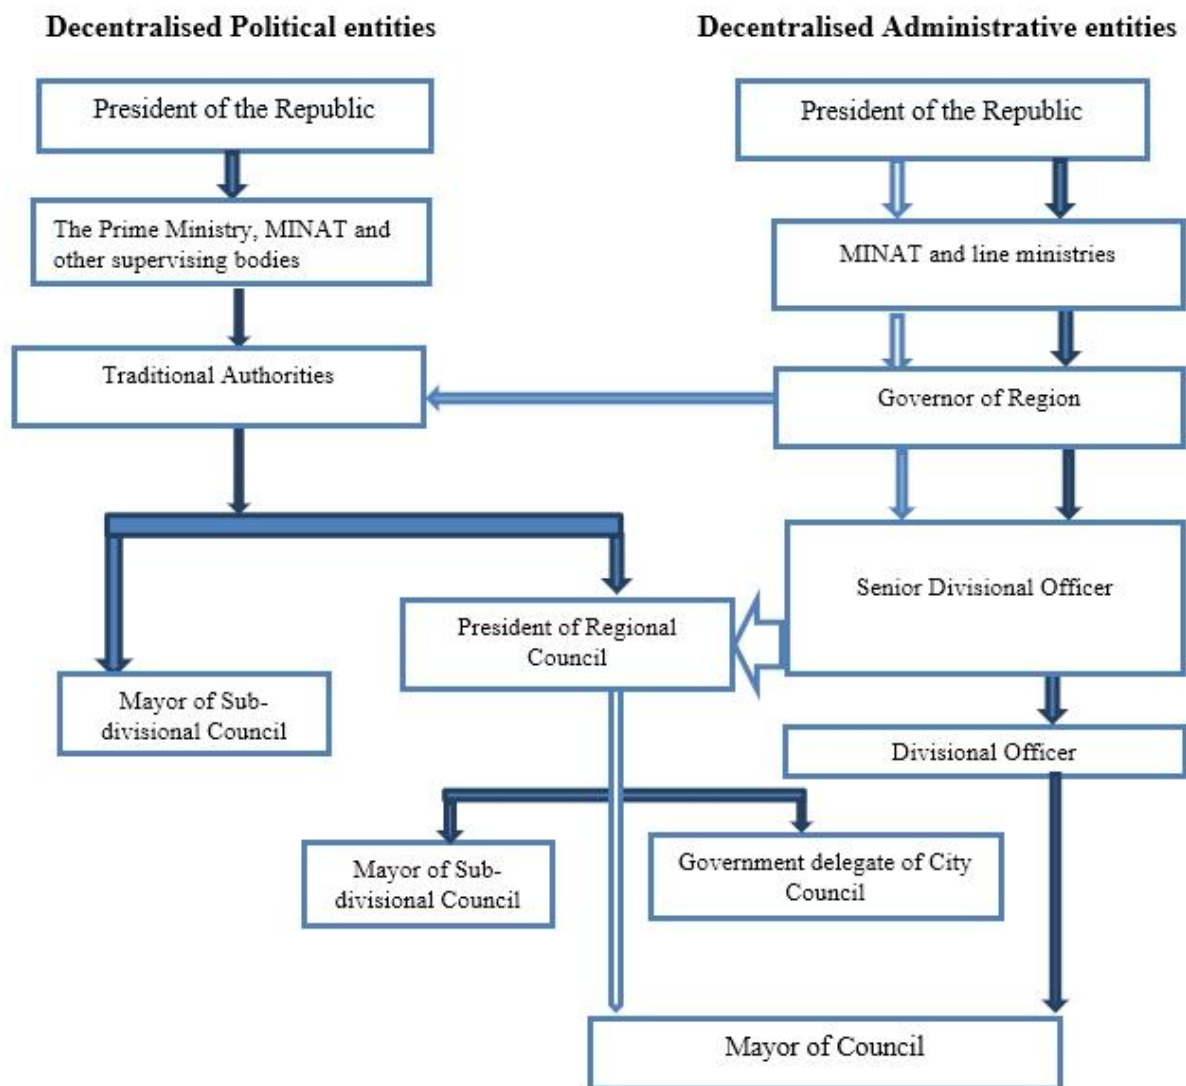 Decentralised Political entities
Decentralised Administrative entities
President of the Republic
President of the Republic
The Prime Ministry, MINAT and
other supervising bodies
MINAT and line ministries
Traditional Authorities
Governor of Region
Senior Divisional Officer
President of Regional
Council
Mayor of Sub-
divisional Council
Divisional Officer
Mayor of Sub-
divisional Council
Government delegate of City
Council
Mayor of Council